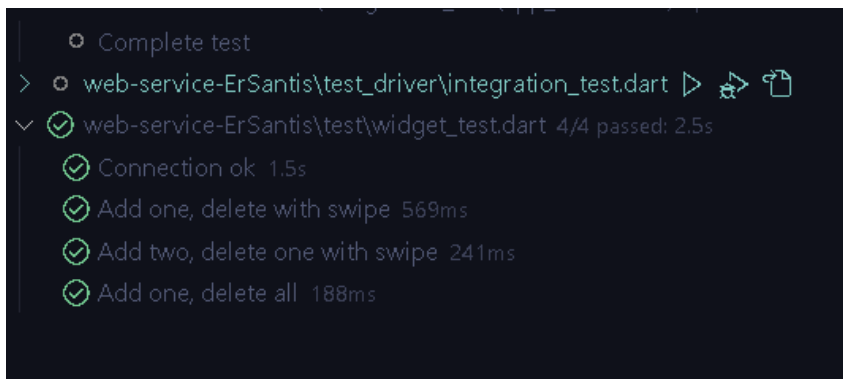 Complete test
web-service-ErSantis\test_driver\integration_test.dart
web-service-ErSantis\test\widget_test.dart 4/4 passed: 2.5s
Connection ok 1.5s
Add one, delete with swipe 569ms
Add two, delete one with swipe 241ms
Add one, delete all 188ms